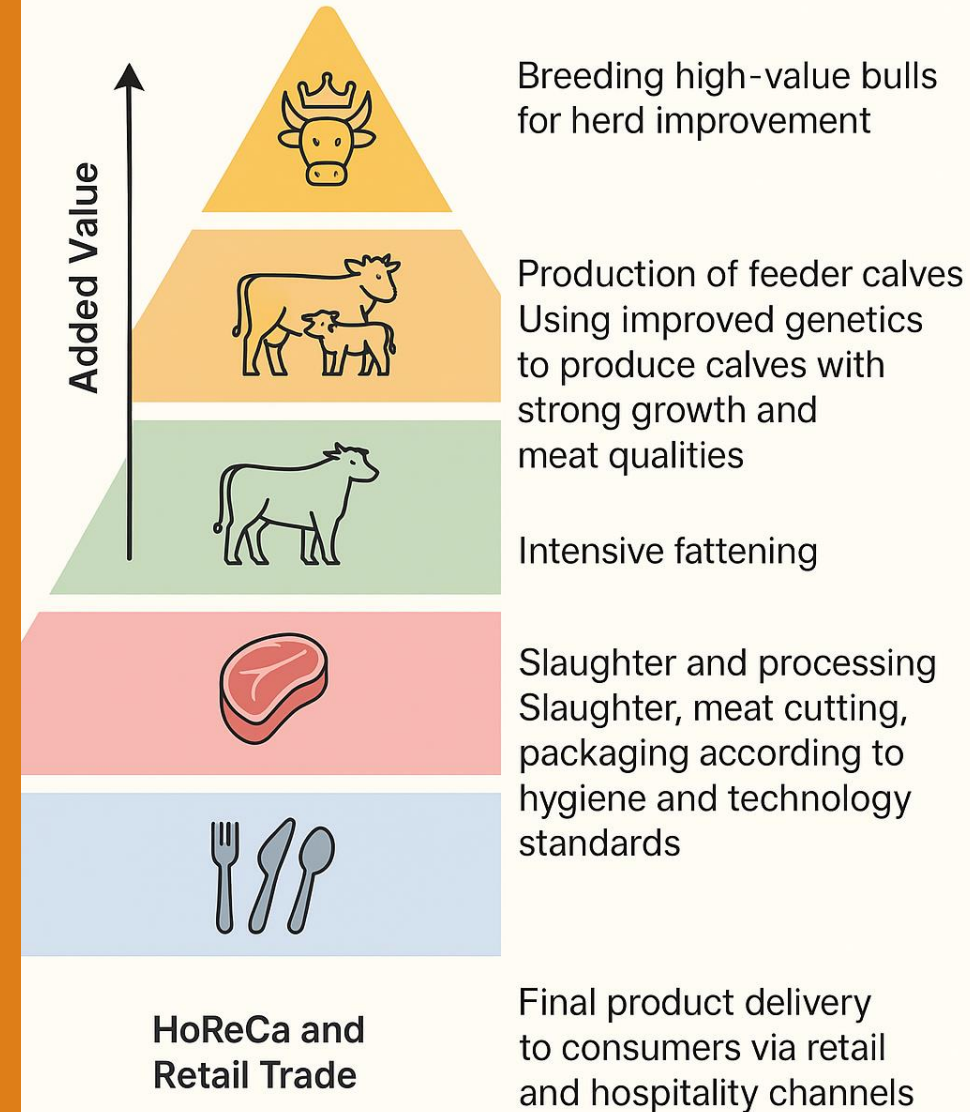 Added Value
Breeding high-value bulls
for herd improvement
Production of feeder calves
Using improved genetics
to produce calves with
strong growth and
meat qualities
Intensive fattening
Slaughter and processing
Slaughter, meat cutting,
packaging according to
hygiene and technology
standards
HoReCa and
Retail Trade
Final product delivery
to consumers via retail
and hospitality channels